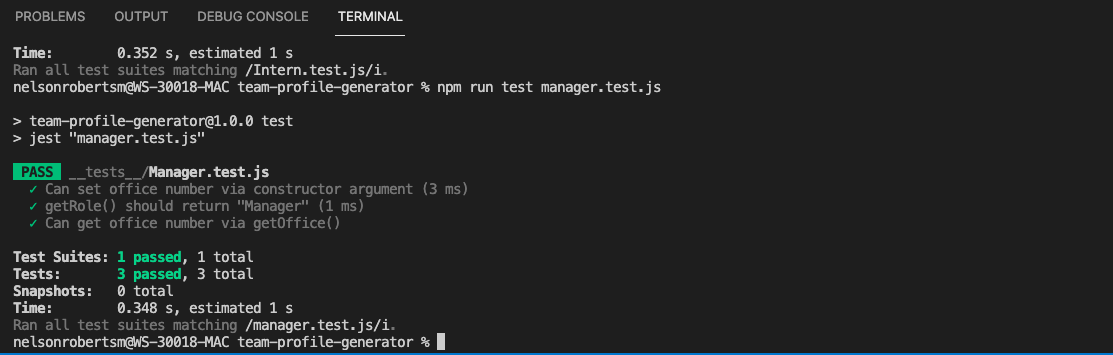 PROBLEMS OUTPUT DEBUG CONSOLE TERMINAL
Time:        0.352 s, estimated 1 s
Ran all test suites matching /Intern.test.js/i.
nelsonrobertsm@WS-30018-MAC team-profile-generator % npm run test manager.test.js
> team-profile-generator@1.0.0 test
> jest "manager.test.js"
PASS __tests__/Manager.test.js
✓ Can set office number via constructor argument (3 ms)
✓ getRole() should return "Manager" (1 ms)
✓ Can get office number via getOffice()
Test Suites: 1 passed, 1 total
Tests:       3 passed, 3 total
Snapshots:   0 total
Time:        0.348 s, estimated 1 s
Ran all test suites matching /manager.test.js/i.
nelsonrobertsm@WS-30018-MAC team-profile-generator %